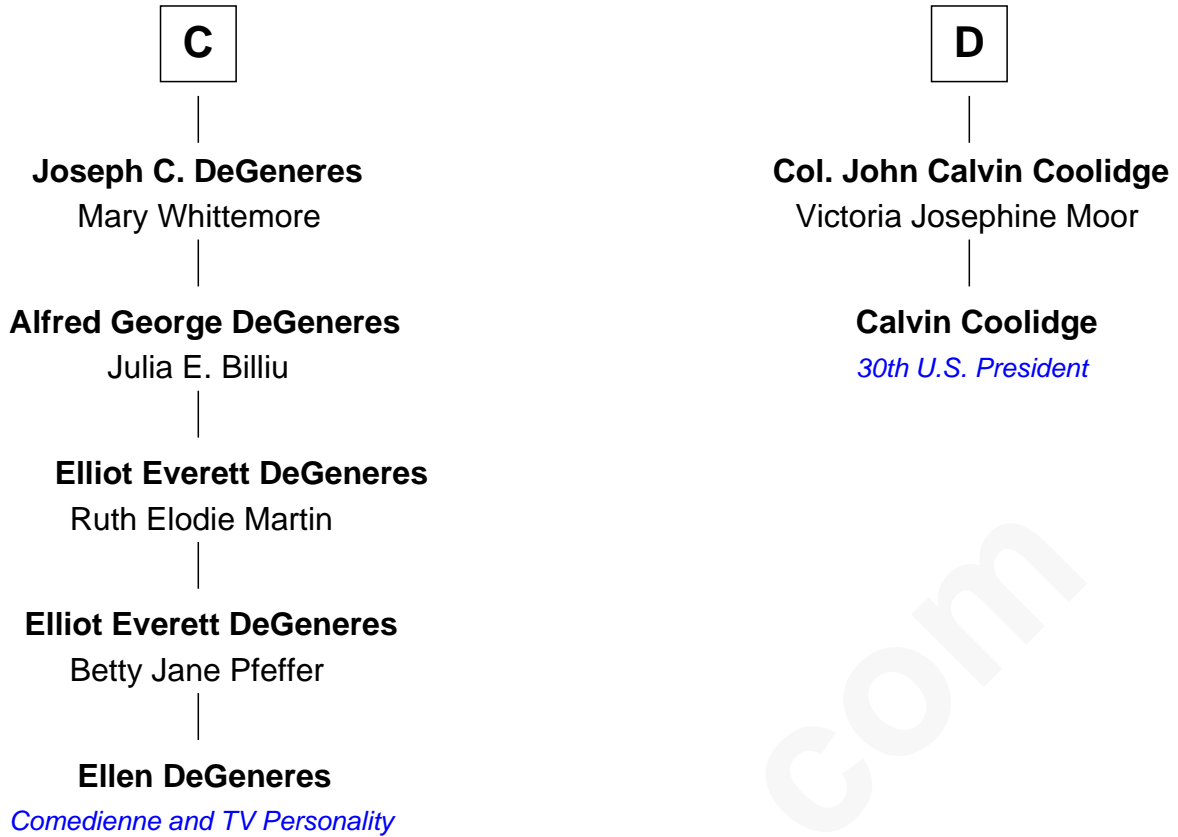 C
Joseph C. DeGeneres
Mary Whittemore
Alfred George DeGeneres
Julia E. Billiu
Elliot Everett DeGeneres
Ruth Elodie Martin
Elliot Everett DeGeneres
Betty Jane Pfeffer
Ellen DeGeneres
Comedienne and TV Personality
D
Col. John Calvin Coolidge
Victoria Josephine Moor
Calvin Coolidge
30th U.S. President
com